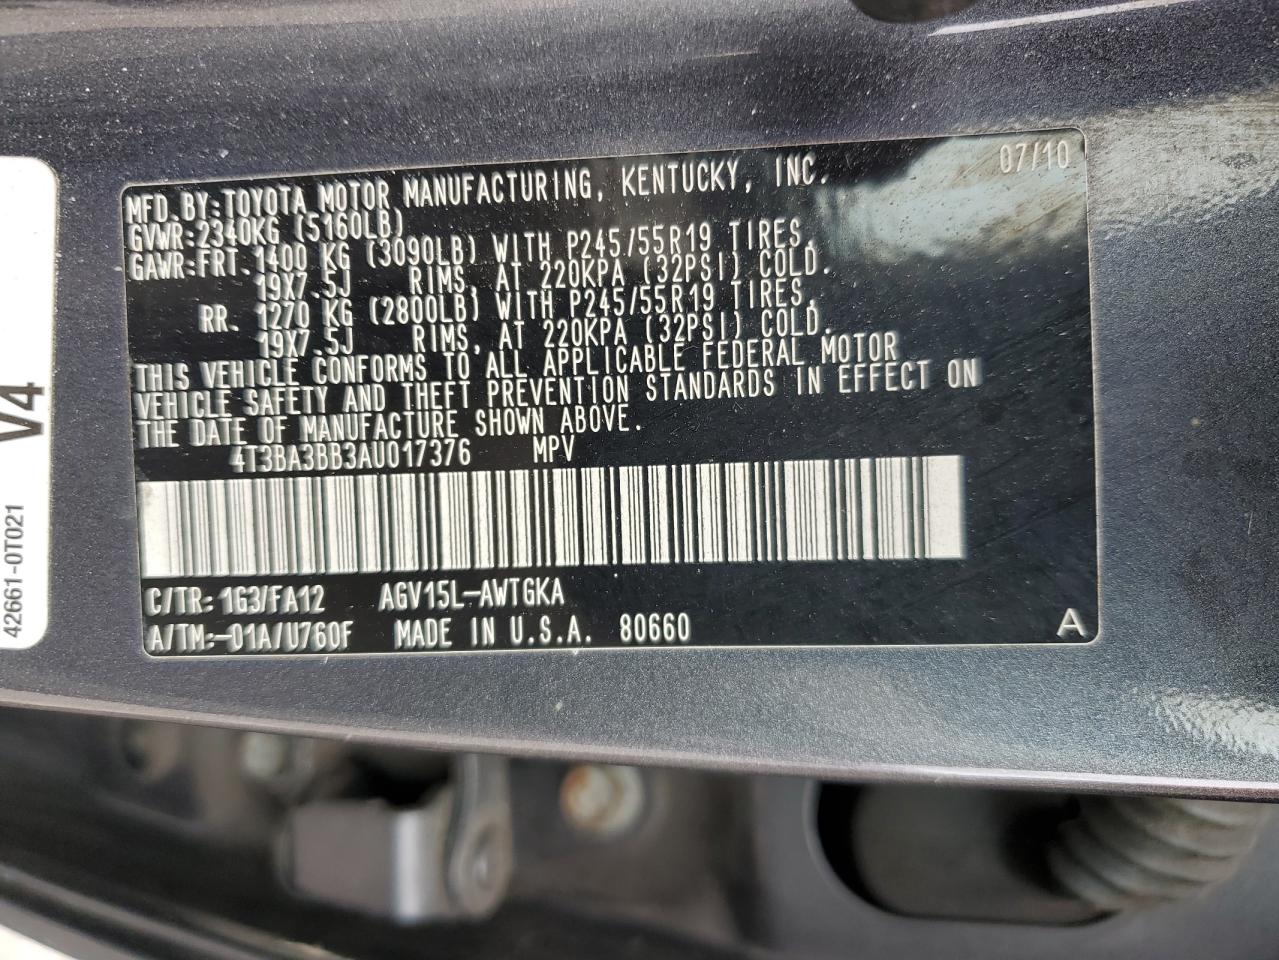 MFD.BY:TOYOTA MOTOR MANUFACTURING, KENTUCKY, INC. 07/10
GVWR:2340KG (5160LB)
GAWR:FRT. 1400 KG (3090LB) WITH P245/55R19 TIRES,
19X7.5J RIMS, AT 220KPA (32PSI) COLD.
RR. 1270 KG (2800LB) WITH P245/55R19 TIRES,
19X7.5J RIMS, AT 220KPA (32PSI) COLD.
THIS VEHICLE CONFORMS TO ALL APPLICABLE FEDERAL MOTOR
VEHICLE SAFETY AND THEFT PREVENTION STANDARDS IN EFFECT ON
THE DATE OF MANUFACTURE SHOWN ABOVE.
4T3BA3BB3AU017376 MPV
C/TR: 1G3/FA12 AGV15L-AWTGKA
A/TM:-01A/U760F MADE IN U.S.A. 80660 A
V4
42661-0T021